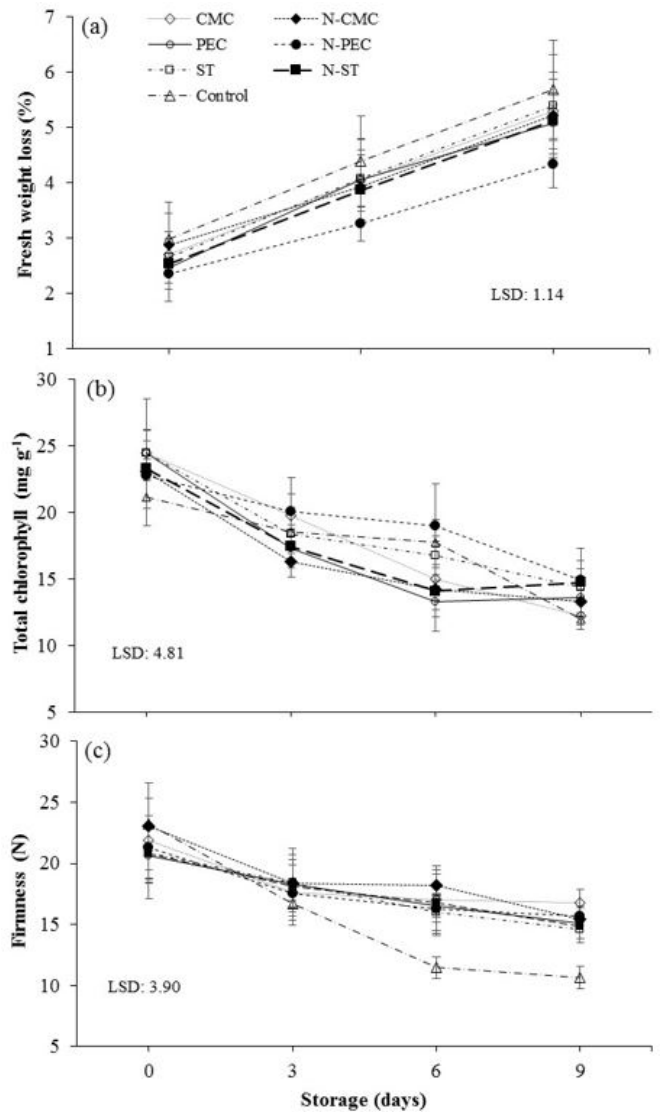 (a)
CMC N-CMC
PEC N-PEC
ST N-ST
Control
7
6
5
4
3
2
1
Fresh weight loss (%)
LSD: 1.14
(b)
30
25
20
15
10
5
Total chlorophyll (mg g⁻¹)
LSD: 4.81
(c)
30
25
20
15
10
5
Firmness (N)
LSD: 3.90
0 3 6 9
Storage (days)